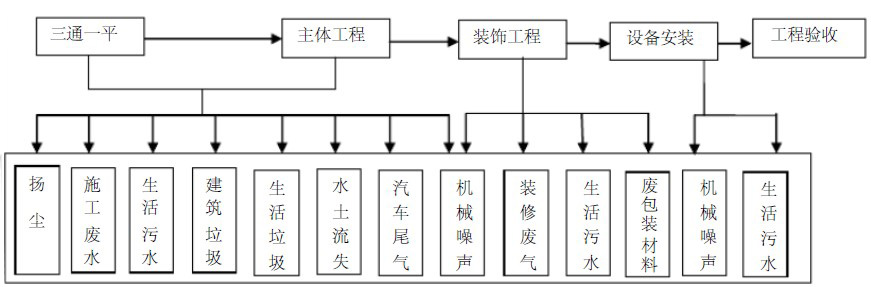 三通一平
主体工程
装饰工程
设备安装
工程验收
扬尘
施工废水
生活污水
建筑垃圾
生活垃圾
水土流失
汽车尾气
机械噪声
装修废气
生活污水
废包装材料
机械噪声
生活污水